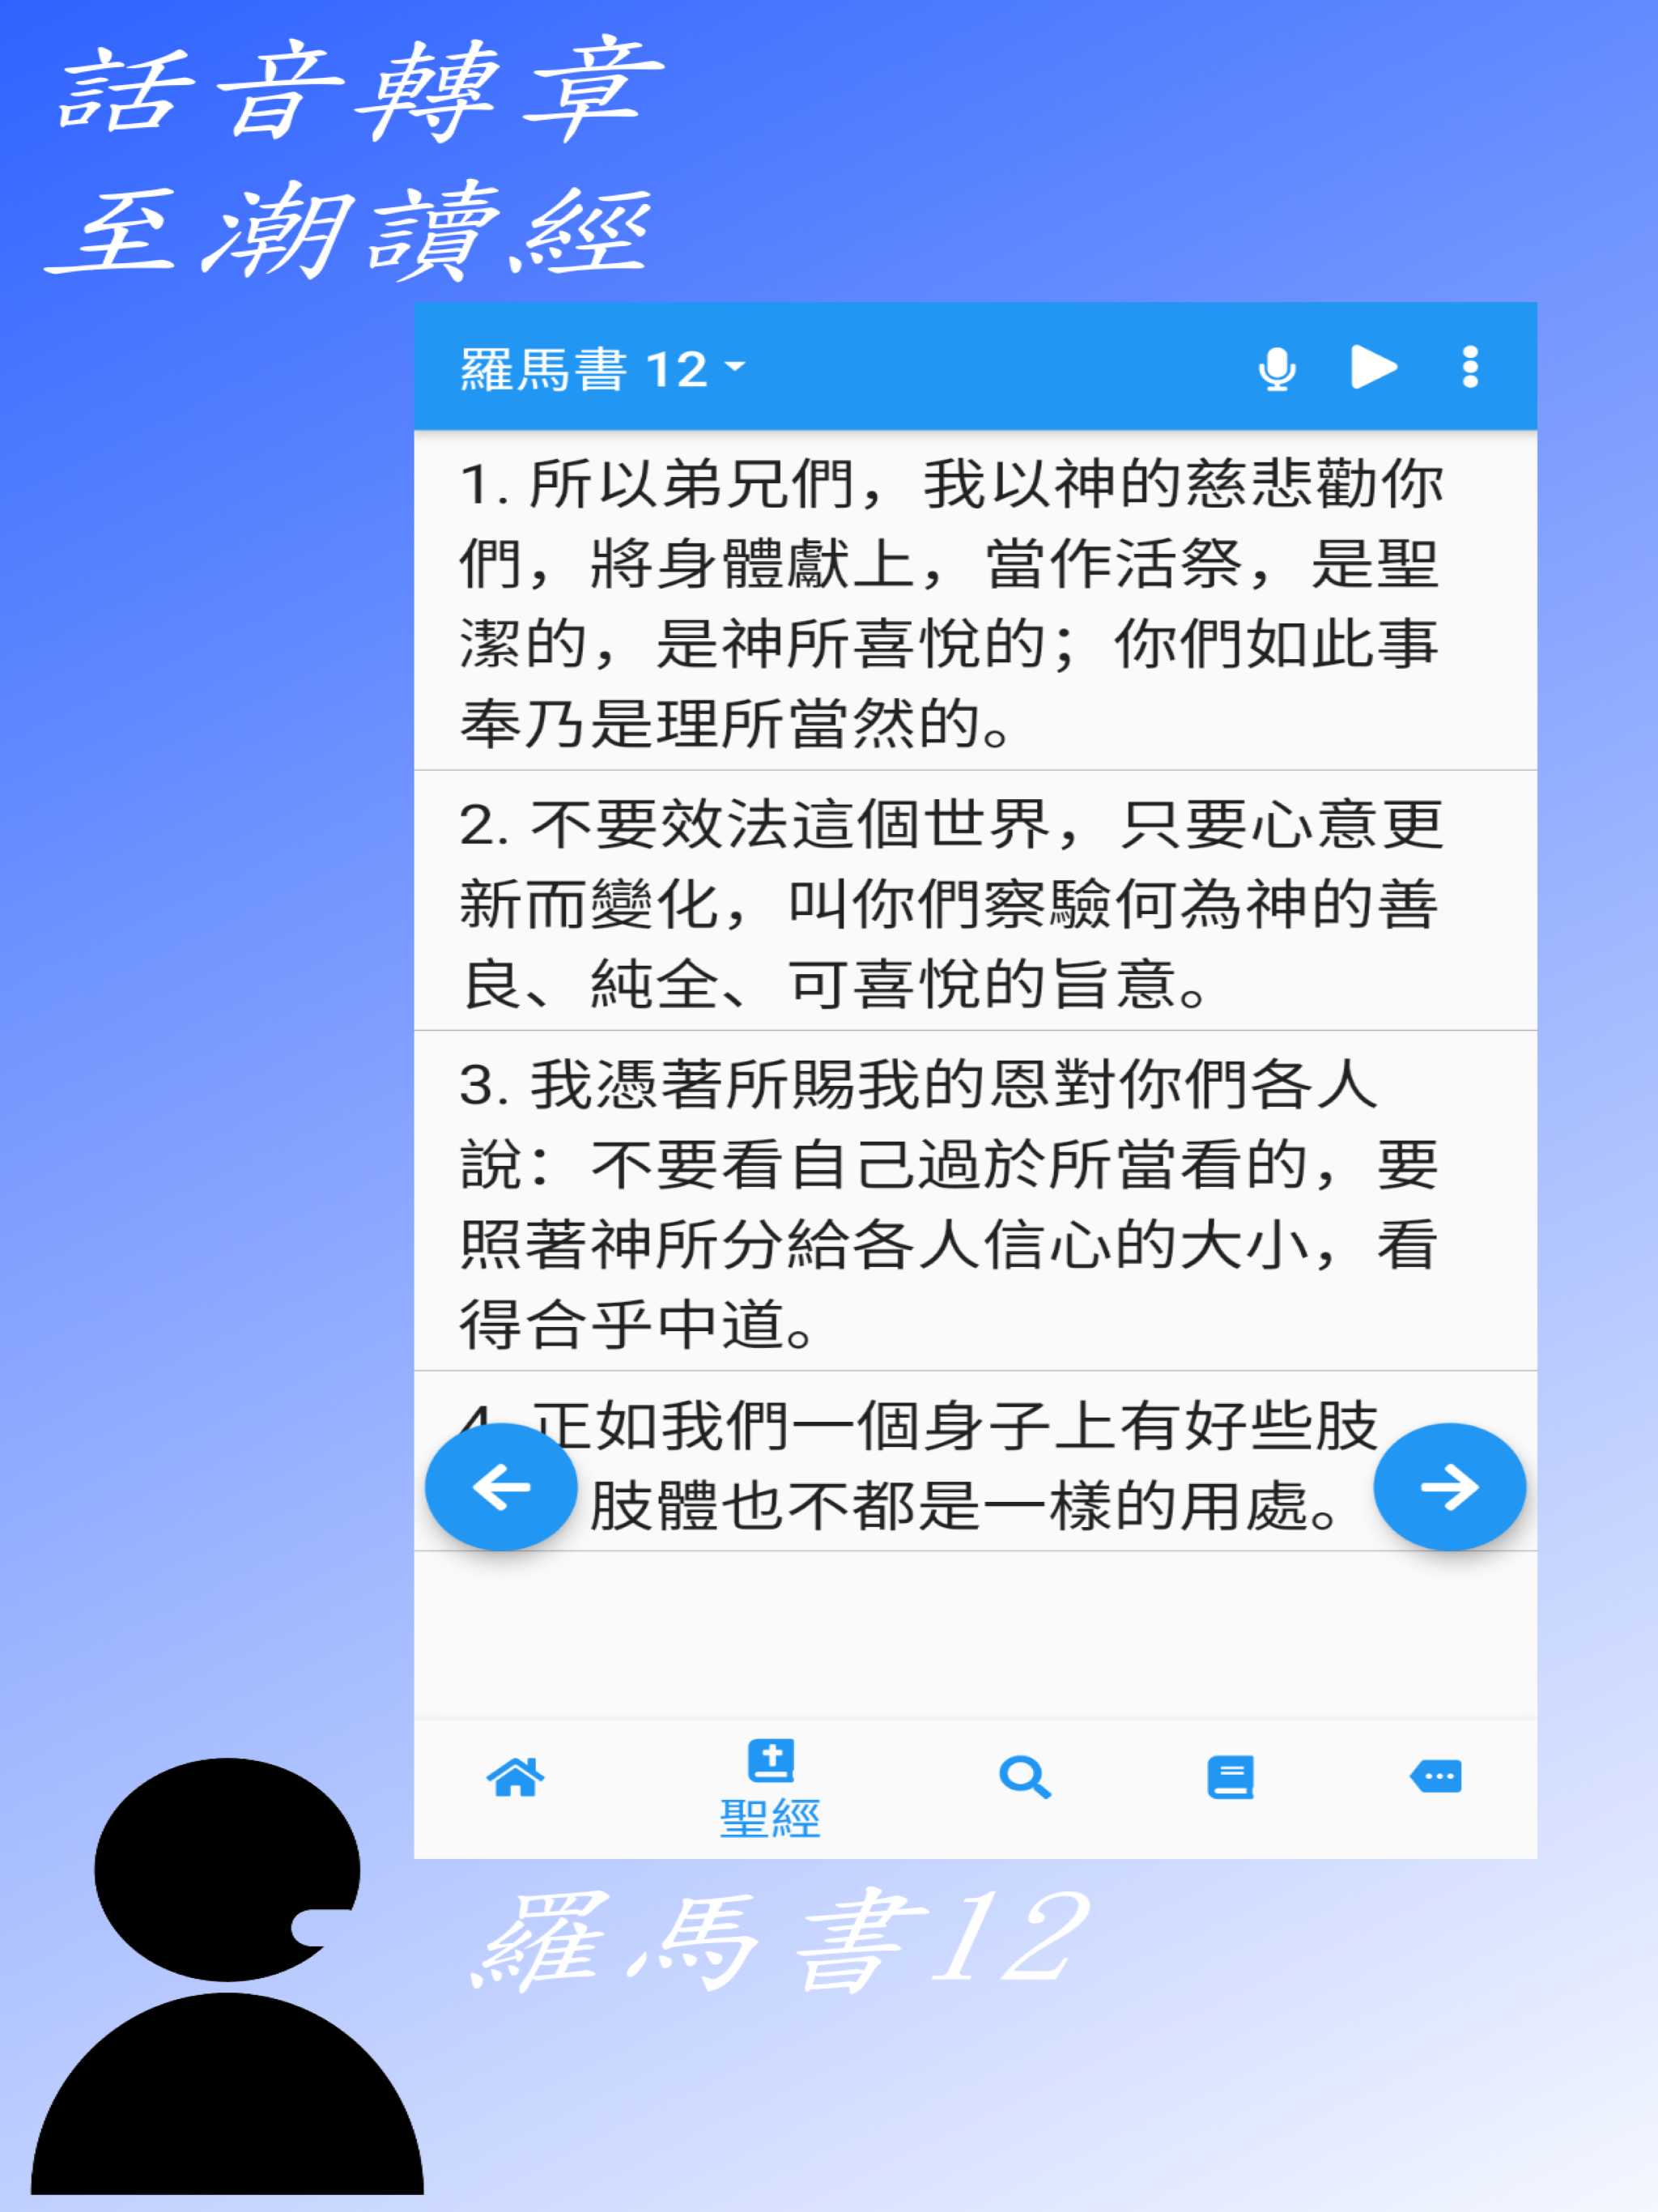 話音轉章
至潮讀經
羅馬書 12
1. 所以弟兄們，我以神的慈悲勸你
們，將身體獻上，當作活祭，是聖
潔的，是神所喜悅的；你們如此事
奉乃是理所當然的。
2. 不要效法這個世界，只要心意更
新而變化，叫你們察驗何為神的善
良、純全、可喜悅的旨意。
3. 我憑著所賜我的恩對你們各人
說：不要看自己過於所當看的，要
照著神所分給各人信心的大小，看
得合乎中道。
4. 正如我們一個身子上有好些肢
肢體也不都是一樣的用處。
聖經
羅馬書12